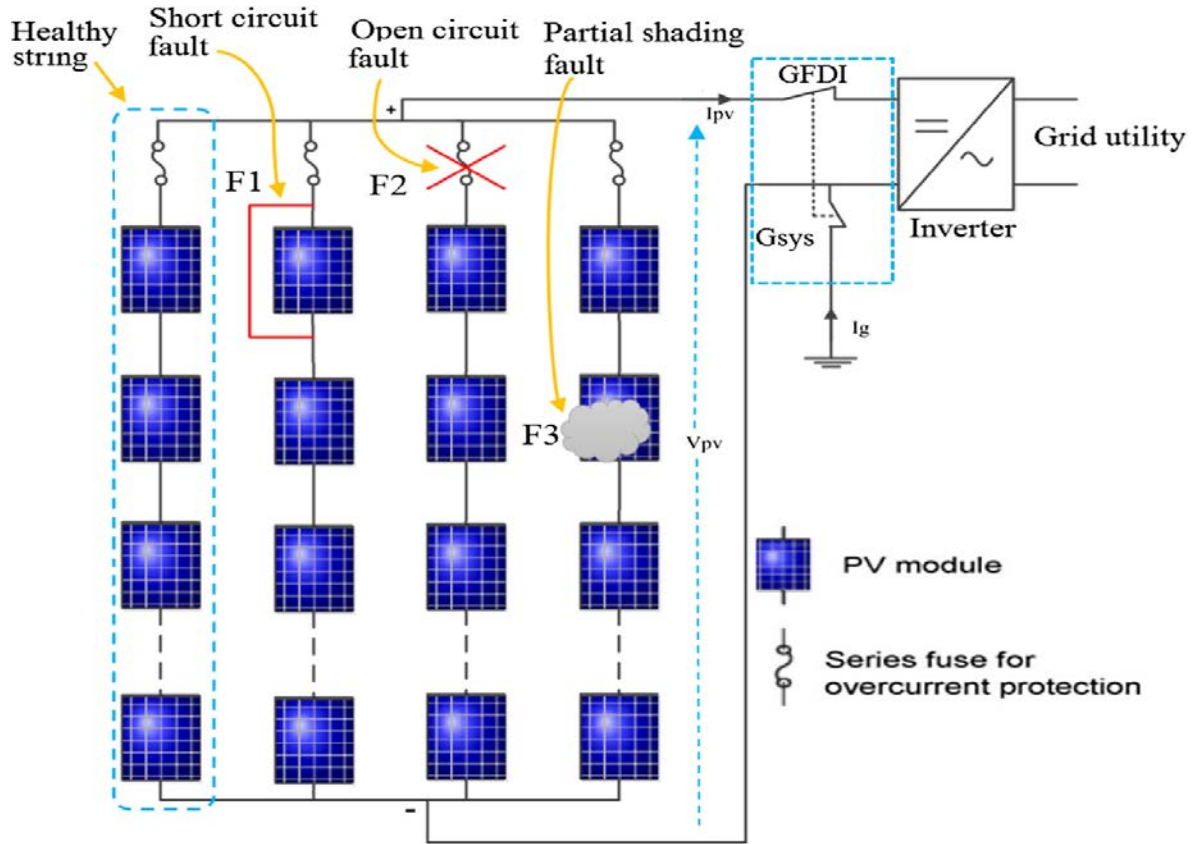 Healthy
string
Short circuit
fault
Open circuit
fault
Partial shading
fault
GFDI
+
Ipv
Grid utility
F1
F2
Gsys
Inverter
Ig
F3
Vpv
PV module
Series fuse for
overcurrent protection
-